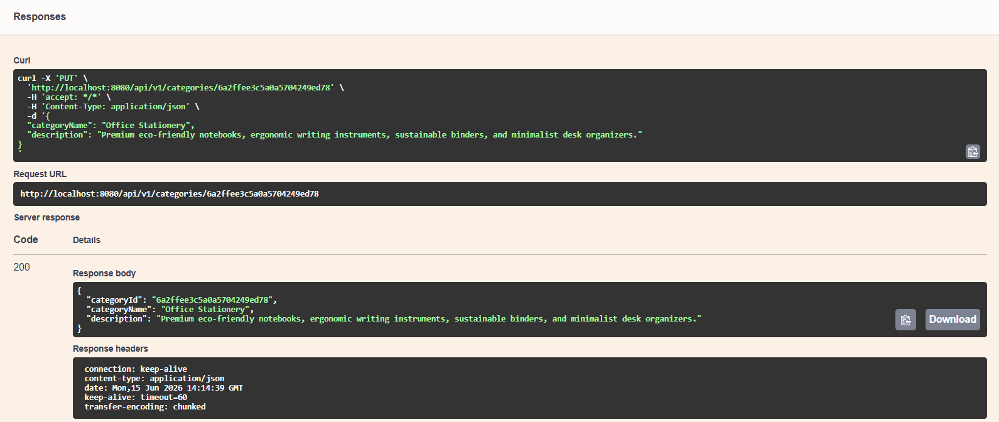 Responses
Curl
curl -X 'PUT' \
  'http://localhost:8080/api/v1/categories/6a2ffee3c5a0a5704249ed78' \
  -H 'accept: */*' \
  -H 'Content-Type: application/json' \
  -d '{
  "categoryName": "Office Stationery",
  "description": "Premium eco-friendly notebooks, ergonomic writing instruments, sustainable binders, and minimalist desk organizers."
}
'
Request URL
http://localhost:8080/api/v1/categories/6a2ffee3c5a0a5704249ed78
Server response
Code Details
200
Response body
{
  "categoryId": "6a2ffee3c5a0a5704249ed78",
  "categoryName": "Office Stationery",
  "description": "Premium eco-friendly notebooks, ergonomic writing instruments, sustainable binders, and minimalist desk organizers."
}
Download
Response headers
connection: keep-alive
content-type: application/json
date: Mon,15 Jun 2026 14:14:39 GMT
keep-alive: timeout=60
transfer-encoding: chunked